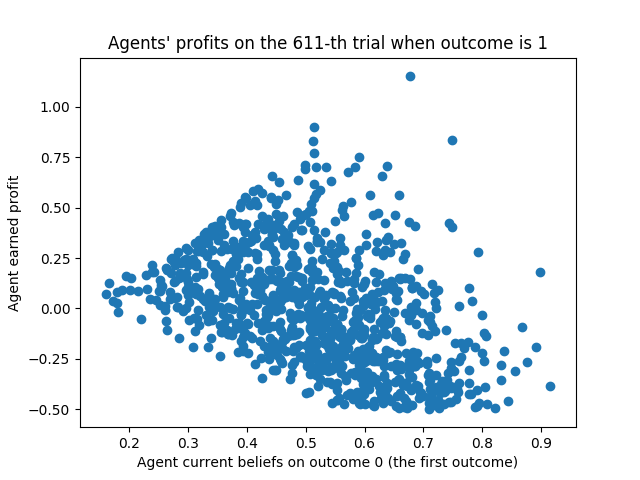 Agents' profits on the 611-th trial when outcome is 1
Agent earned profit
1.00
0.75
0.50
0.25
0.00
−0.25
−0.50
0.2 0.3 0.4 0.5 0.6 0.7 0.8 0.9
Agent current beliefs on outcome 0 (the first outcome)